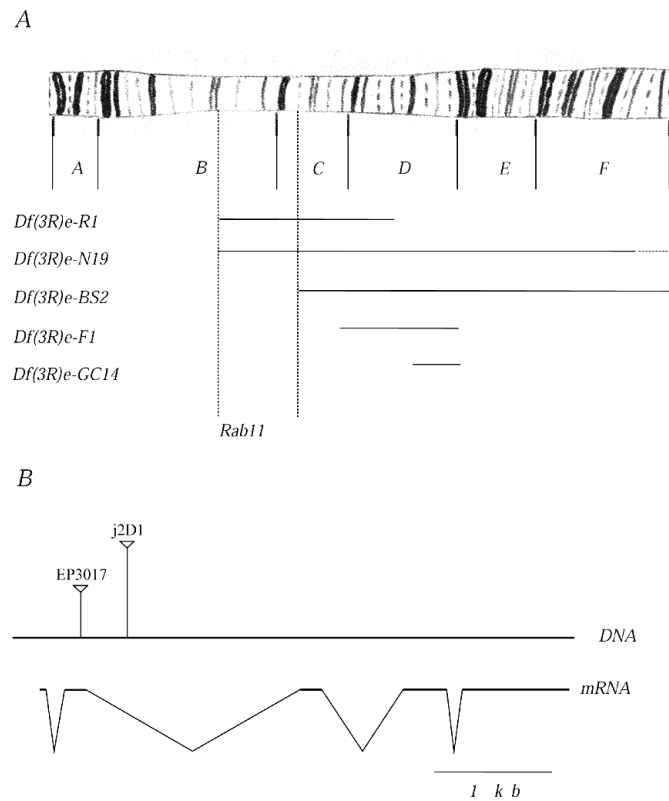 A
A B C D E F
Df(3R)e-R1
Df(3R)e-N19
Df(3R)e-BS2
Df(3R)e-F1
Df(3R)e-GC14
Rab11
B
j2D1
EP3017
DNA
mRNA
1 kb